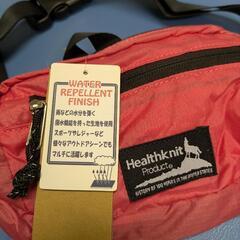 WATER
REPELLENT
FINISH
雨などの水分を弾く
撥水機能を持った生地を使用
スポーツやレジャーなど
様々なアウトドアシーンでも
マルチに活躍します
Healthknit
Product